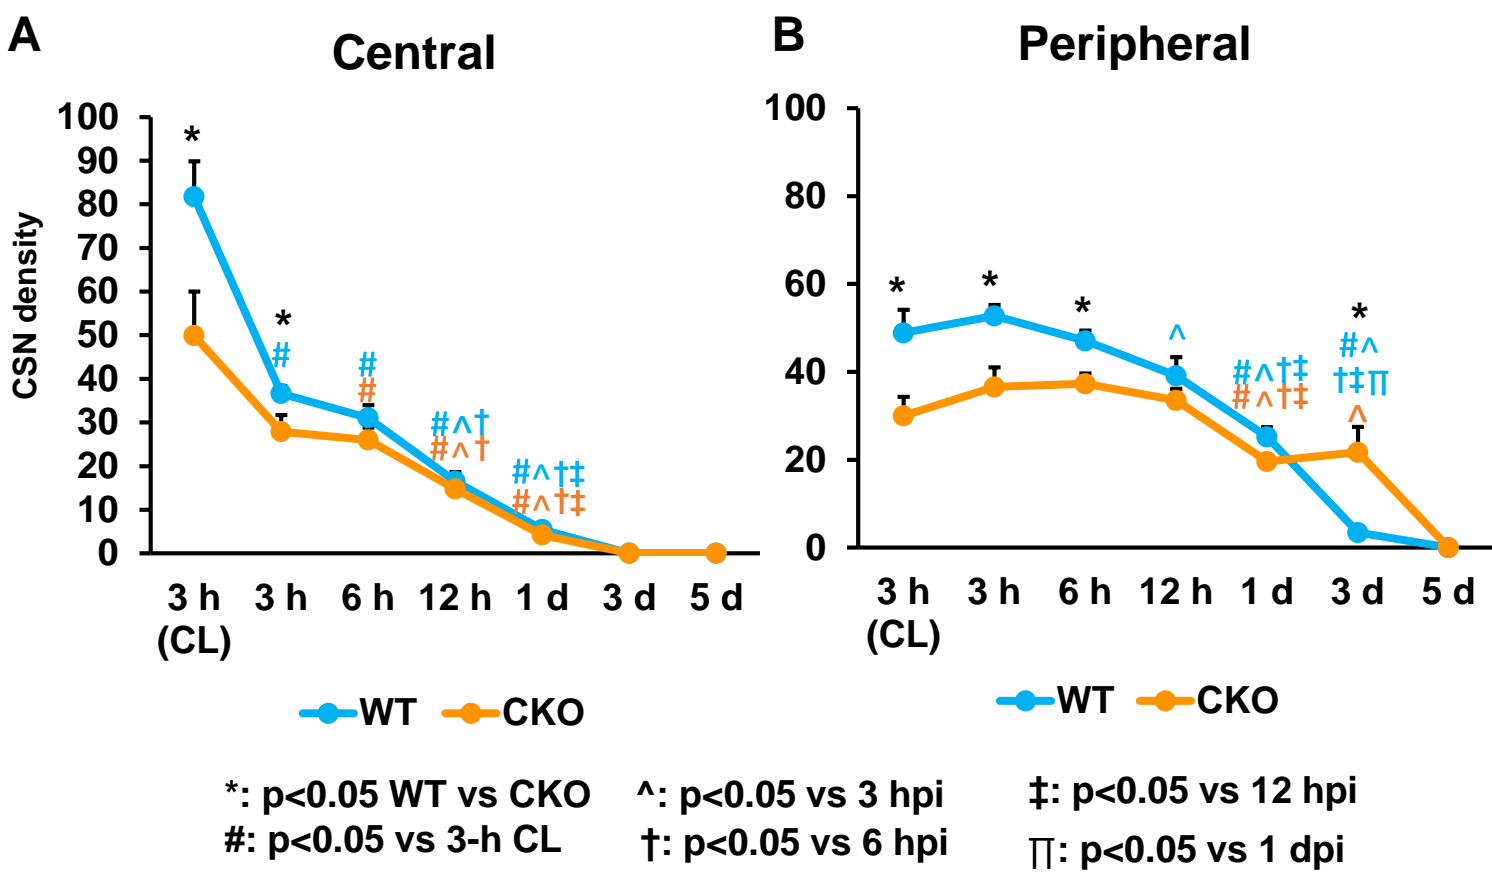 A
Central
100
90
80
70
60
50
40
30
20
10
0
CSN density
*
*
#
#
#
#^†
#^†
#^†‡
#^†‡
3 h 3 h 6 h 12 h 1 d 3 d 5 d
(CL)
WT CKO
B
Peripheral
100
80
60
40
20
0
*
*
*
^
#^†‡
#^†‡
*
#^
†‡∏
^
3 h 3 h 6 h 12 h 1 d 3 d 5 d
(CL)
WT CKO
*: p<0.05 WT vs CKO
#: p<0.05 vs 3-h CL
^: p<0.05 vs 3 hpi
†: p<0.05 vs 6 hpi
‡: p<0.05 vs 12 hpi
∏: p<0.05 vs 1 dpi